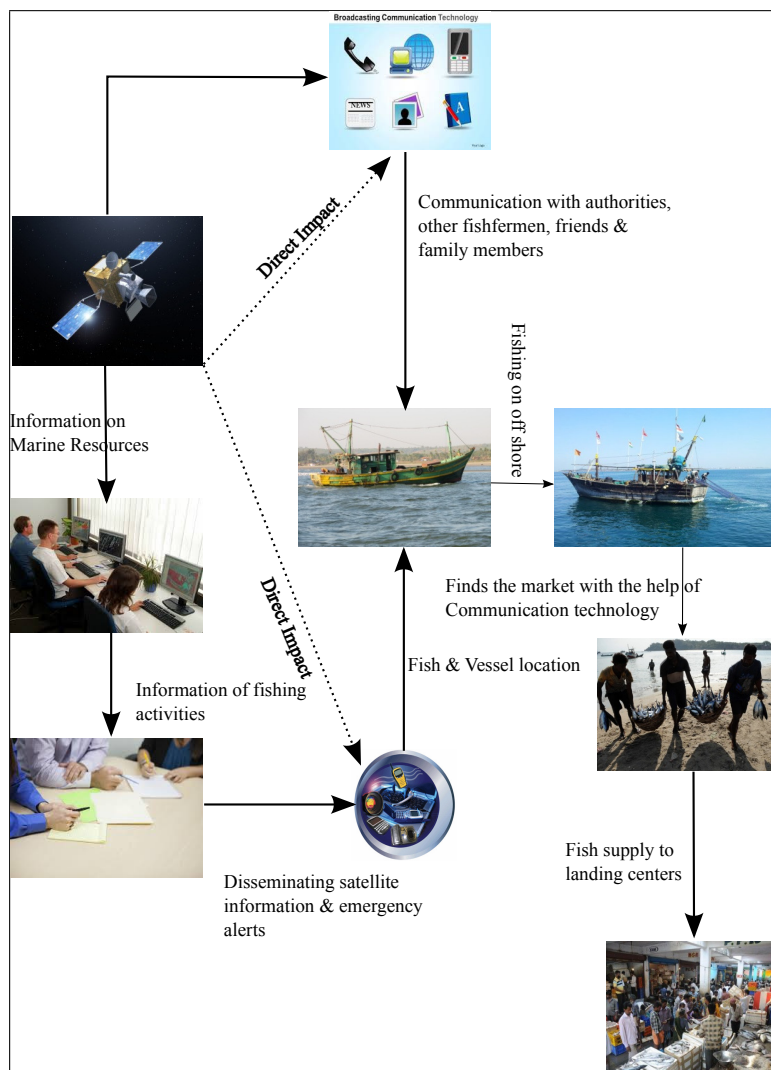 Broadcasting Communication Technology
NEWS
A
Communication with authorities,
other fishfermen, friends &
family members
Direct Impact
Fishing on off shore
Information on
Marine Resources
Finds the market with the help of
Communication technology
Direct Impact
Fish & Vessel location
Information of fishing
activities
Fish supply to
landing centers
Disseminating satellite
information & emergency
alerts